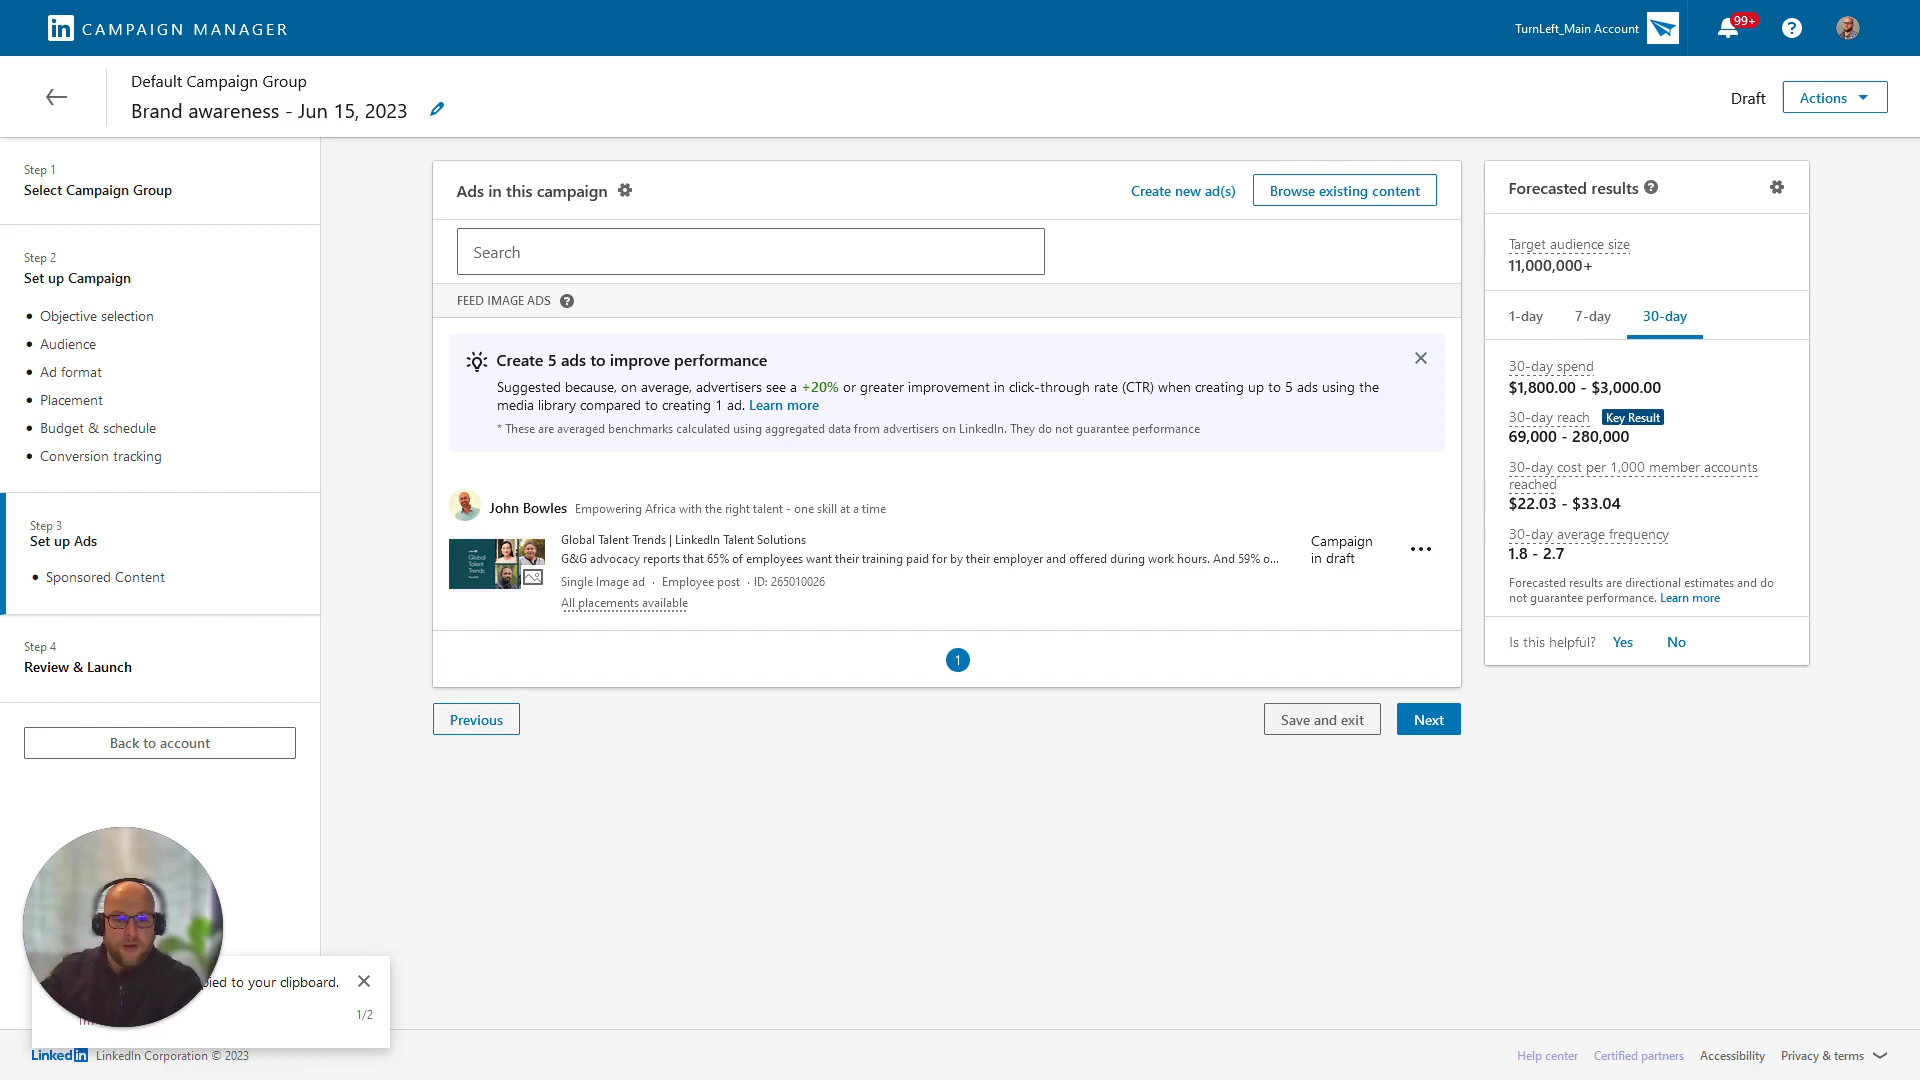 in CAMPAIGN MANAGER
TurnLeft_Main Account
99+
Default Campaign Group
Brand awareness - Jun 15, 2023
Draft
Actions
Step 1
Select Campaign Group
Step 2
Set up Campaign
Objective selection
Audience
Ad format
Placement
Budget & schedule
Conversion tracking
Step 3
Set up Ads
Sponsored Content
Step 4
Review & Launch
Back to account
Ads in this campaign
Create new ad(s)
Browse existing content
Search
FEED IMAGE ADS
Create 5 ads to improve performance
Suggested because, on average, advertisers see a +20% or greater improvement in click-through rate (CTR) when creating up to 5 ads using the
media library compared to creating 1 ad. Learn more
* These are averaged benchmarks calculated using aggregated data from advertisers on LinkedIn. They do not guarantee performance
John Bowles Empowering Africa with the right talent - one skill at a time
Global
Talent
Trends
Global Talent Trends | LinkedIn Talent Solutions
G&G advocacy reports that 65% of employees want their training paid for by their employer and offered during work hours. And 59% o...
Single Image ad · Employee post · ID: 265010026
All placements available
Campaign
in draft
1
Previous
Save and exit
Next
Forecasted results
Target audience size
11,000,000+
1-day
7-day
30-day
30-day spend
$1,800.00 - $3,000.00
30-day reach Key Result
69,000 - 280,000
30-day cost per 1,000 member accounts
reached
$22.03 - $33.04
30-day average frequency
1.8 - 2.7
Forecasted results are directional estimates and do
not guarantee performance. Learn more
Is this helpful? Yes No
to your clipboard.
1/2
LinkedIn LinkedIn Corporation © 2023
Help center
Certified partners
Accessibility
Privacy & terms